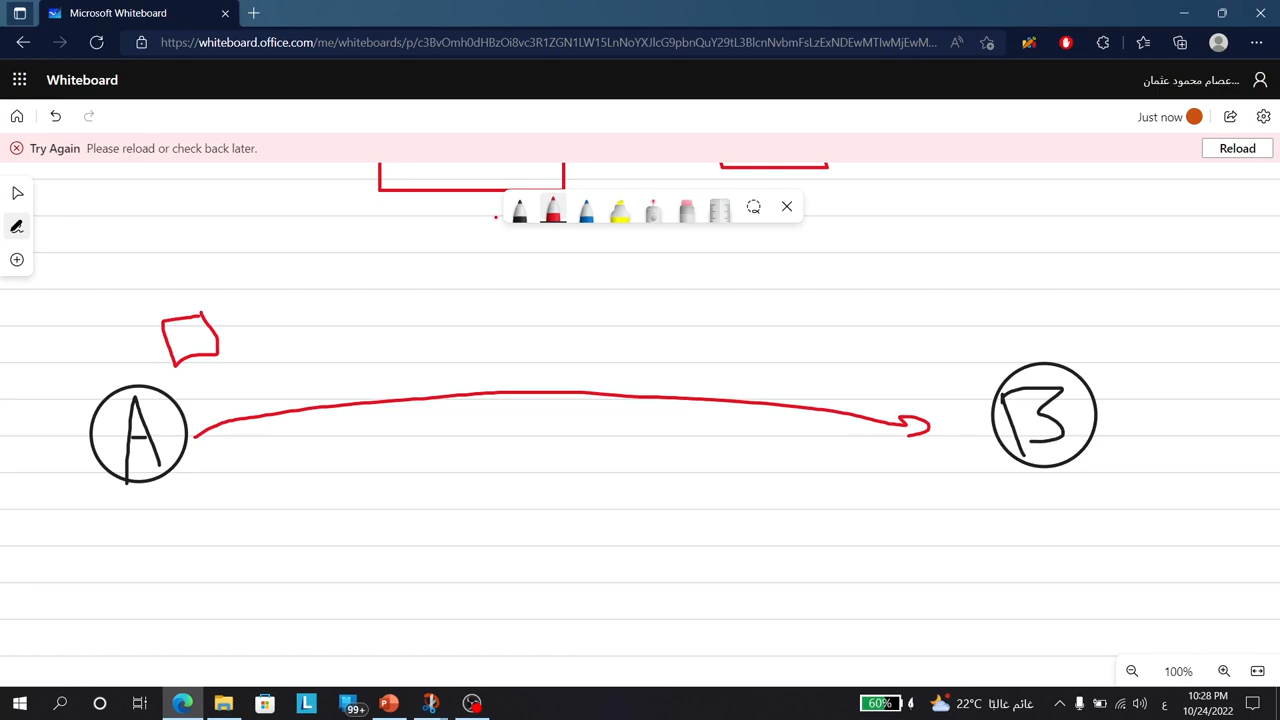 Microsoft Whiteboard
https://whiteboard.office.com/me/whiteboards/p/c3BvOmh0dHBzOi8vc3R1ZGN1LW15LnNoYXJlcG9pbnQuY29tL3BlcnNvbmFsLzExNDEwMTIwMjEwM...
Whiteboard
عصام محمود عثمان...
Just now
Try Again Please reload or check back later.
Reload
A
B
100%
99+
60%
22°C غائم غالبًا
ع
10:28 PM
10/24/2022